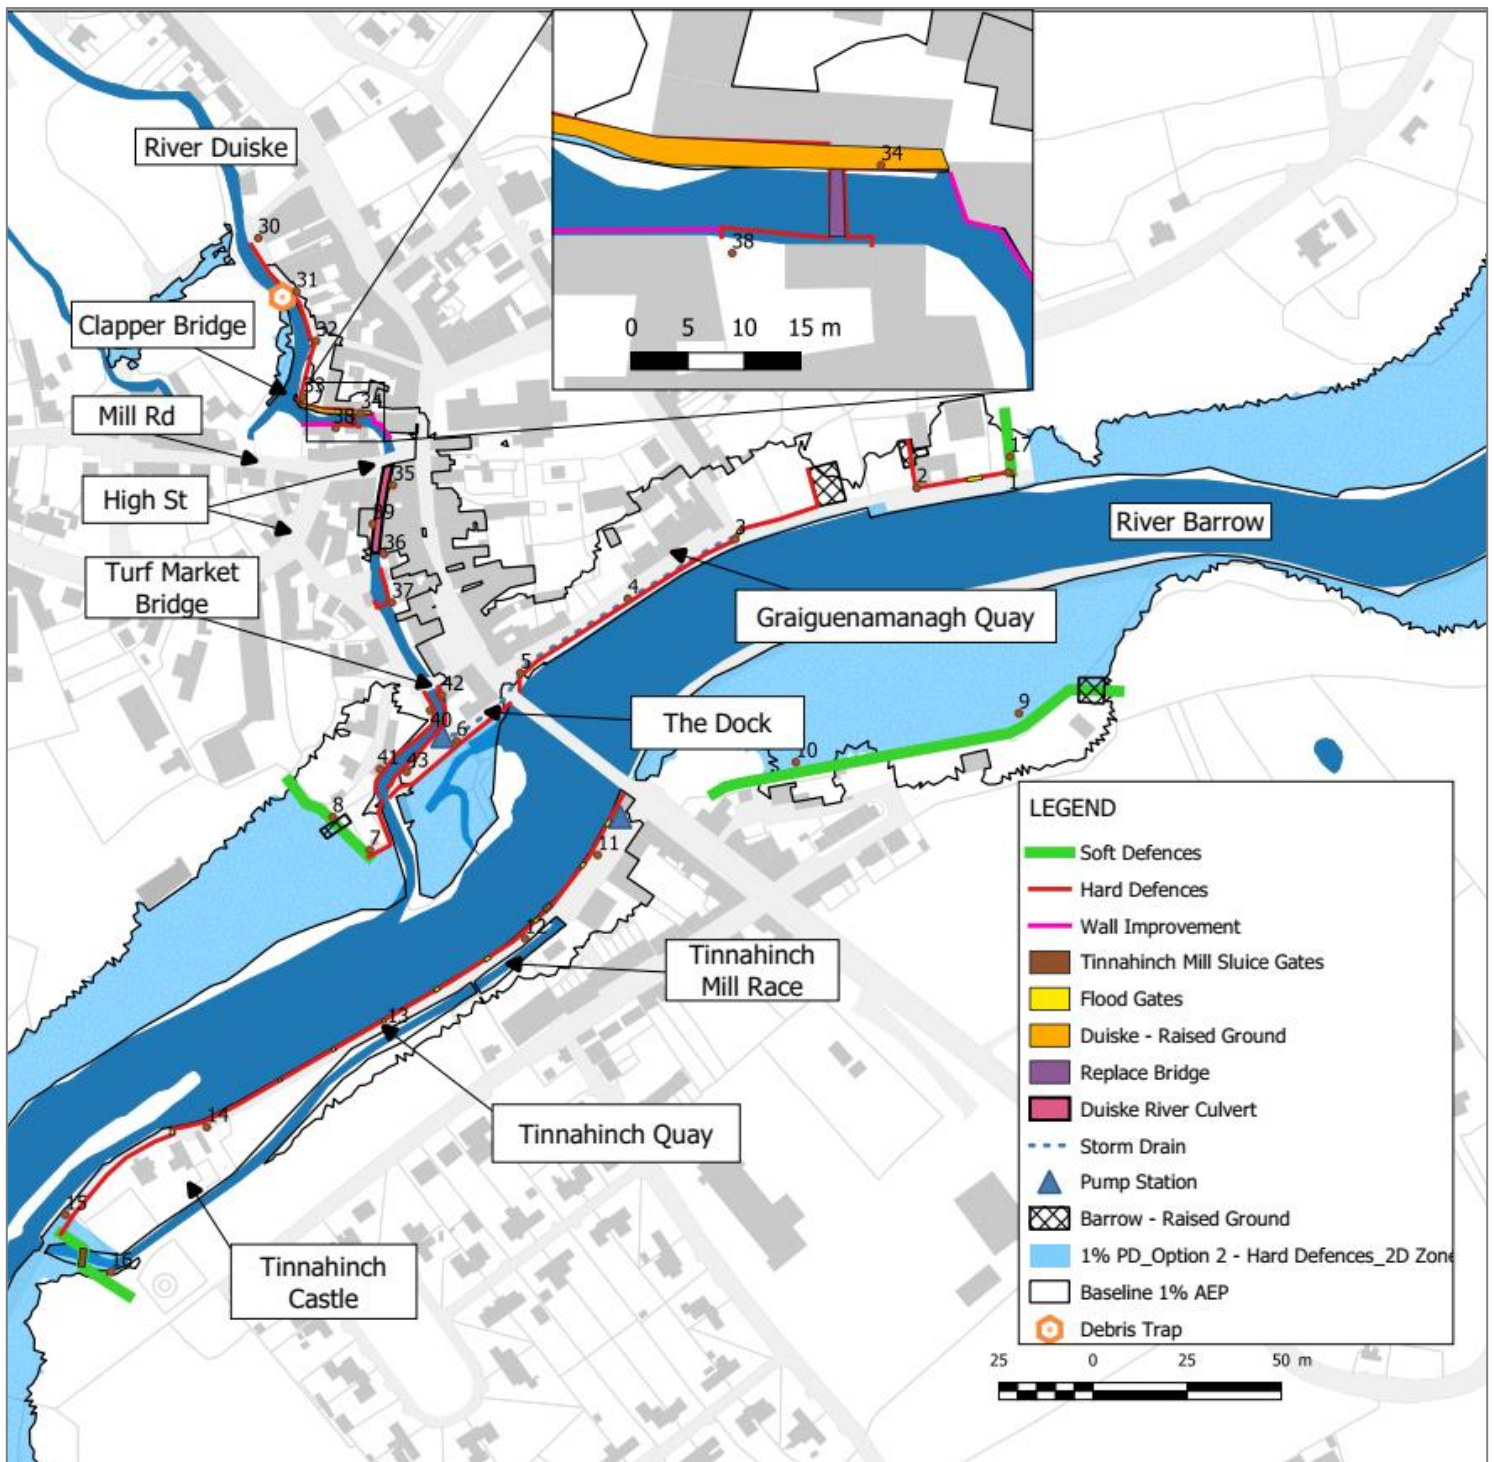 River Duiske
30
31
Clapper Bridge
32
33
34
38
Mill Rd
High St
35
39
36
Turf Market
Bridge
37
42
40
6
41
43
8
7
34
38
0 5 10 15 m
17
2
3
River Barrow
4
Graiguenamanagh Quay
5
The Dock
9
10
11
12
Tinnahinch
Mill Race
13
14
Tinnahinch Quay
15
16
Tinnahinch
Castle
LEGEND
Soft Defences
Hard Defences
Wall Improvement
Tinnahinch Mill Sluice Gates
Flood Gates
Duiske - Raised Ground
Replace Bridge
Duiske River Culvert
Storm Drain
Pump Station
Barrow - Raised Ground
1% PD_Option 2 - Hard Defences_2D Zone
Baseline 1% AEP
Debris Trap
25 0 25 50 m